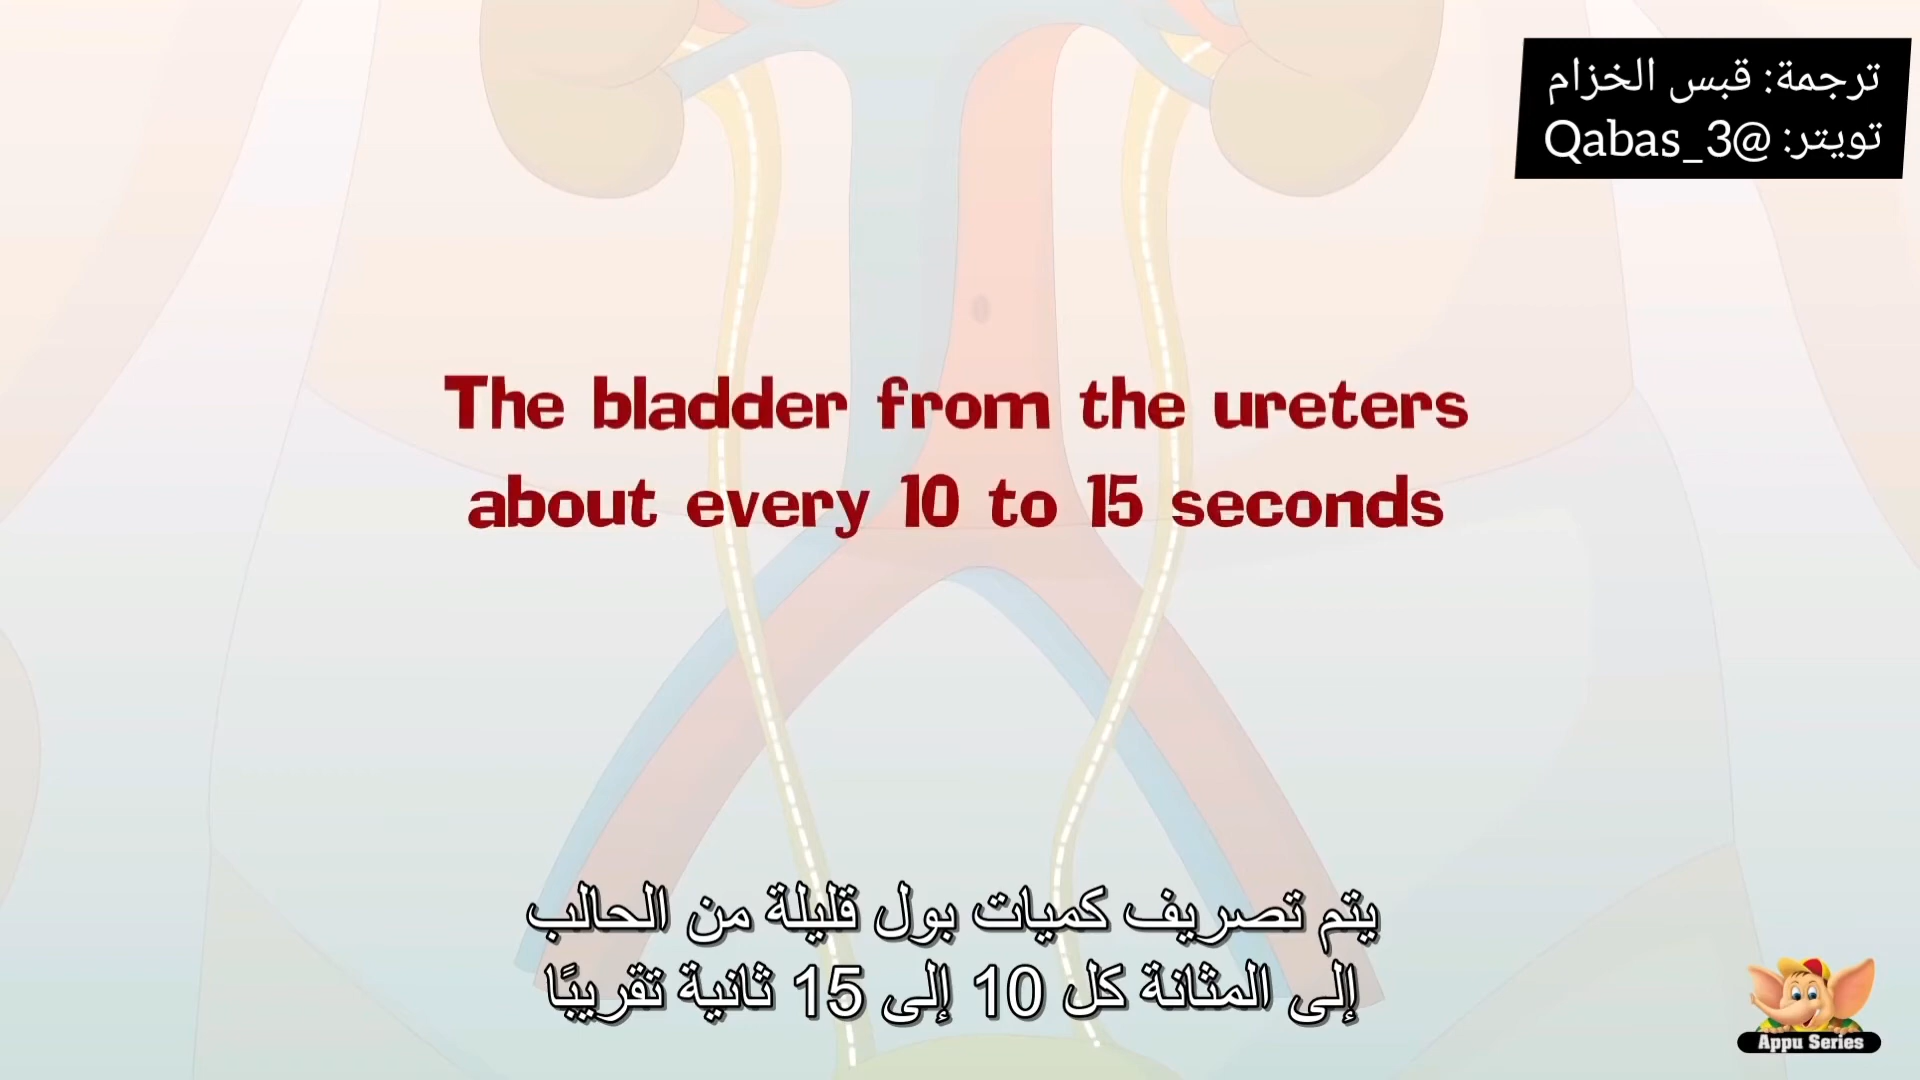 ترجمة: قبس الخزام
تويتر: @Qabas_3
The bladder from the ureters
about every 10 to 15 seconds
يتم تصريف كميات بول قليلة من الحالب
إلى المثانة كل 10 إلى 15 ثانية تقريبًا
Appu Series